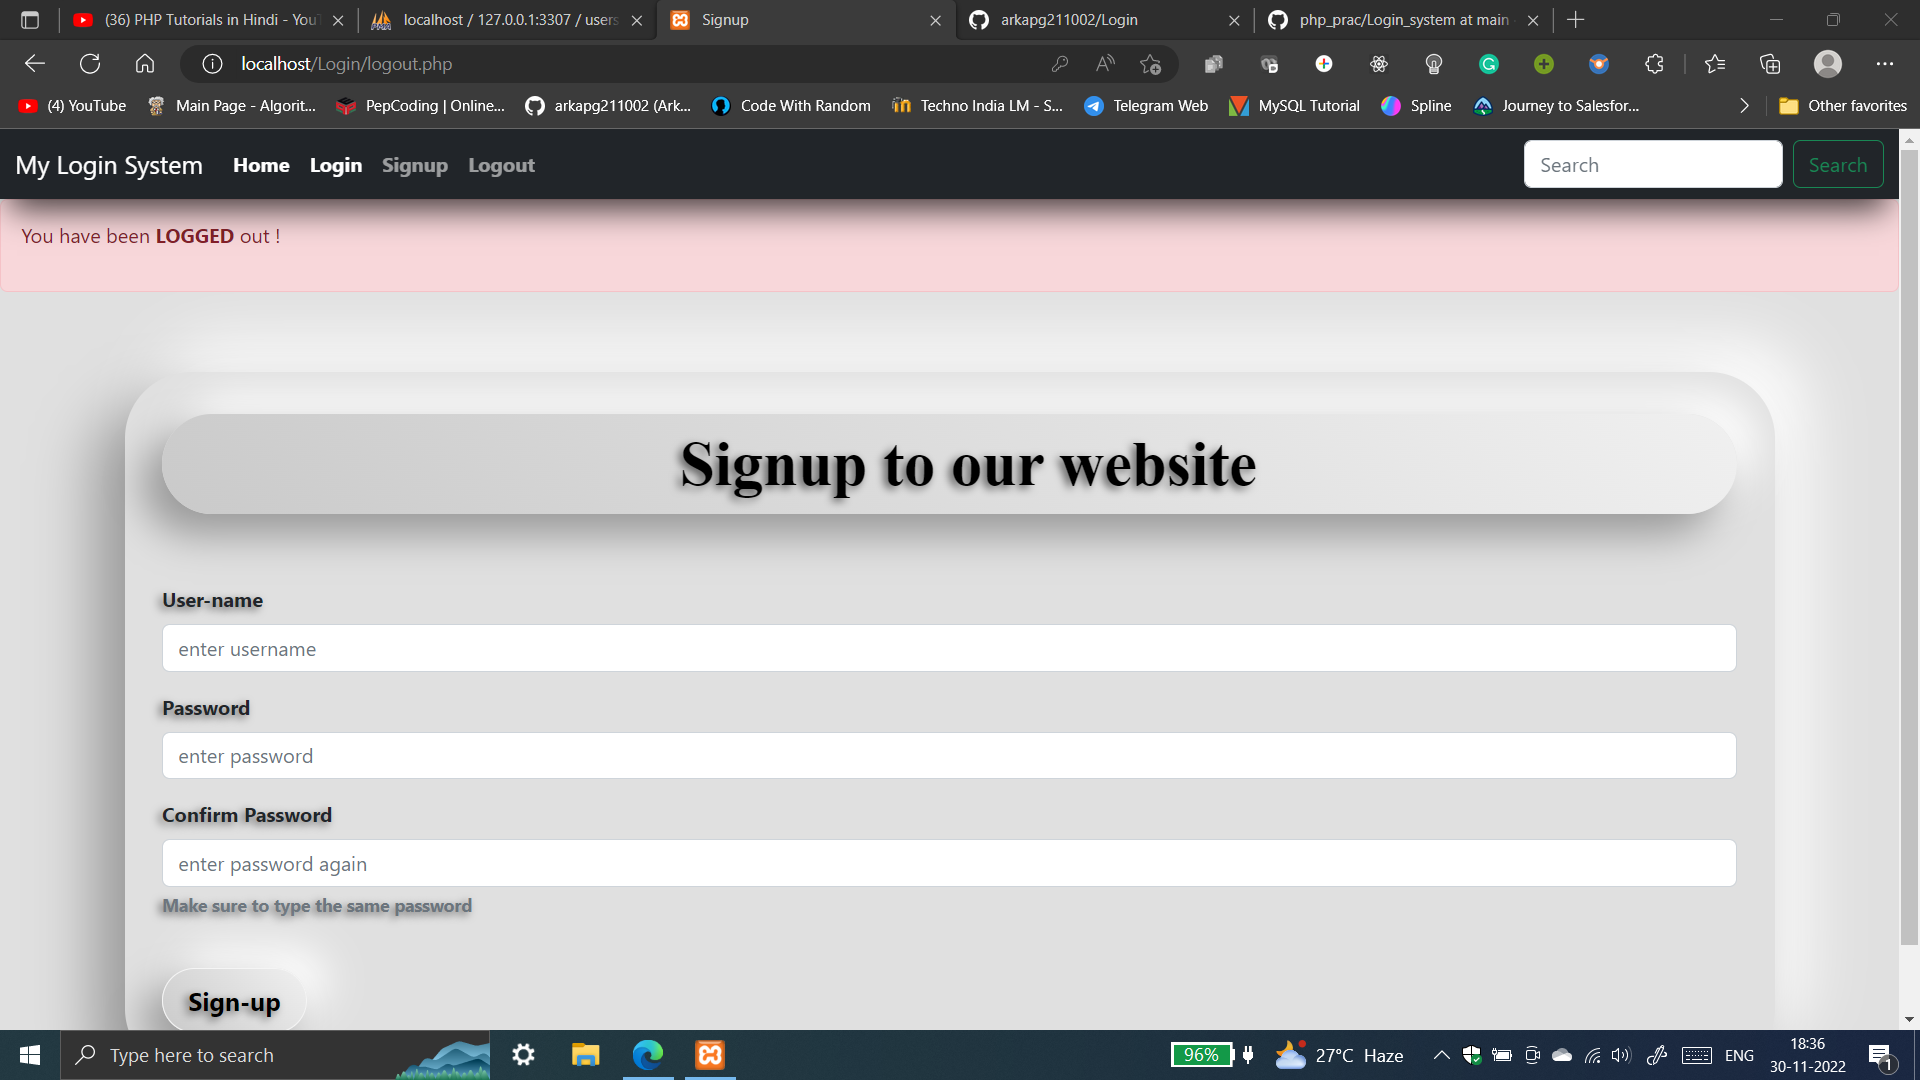 (36) PHP Tutorials in Hindi - You
localhost / 127.0.0.1:3307 / users
Signup
arkapg211002/Login
php_prac/Login_system at main
localhost/Login/logout.php
(4) YouTube
Main Page - Algorit...
PepCoding | Online...
arkapg211002 (Ark...
Code With Random
Techno India LM - S...
Telegram Web
MySQL Tutorial
Spline
Journey to Salesfor...
Other favorites
My Login System
Home
Login
Signup
Logout
Search
Search
You have been LOGGED out !
Signup to our website
User-name
enter username
Password
enter password
Confirm Password
enter password again
Make sure to type the same password
Sign-up
Type here to search
96%
27°C Haze
ENG
18:36
30-11-2022
1